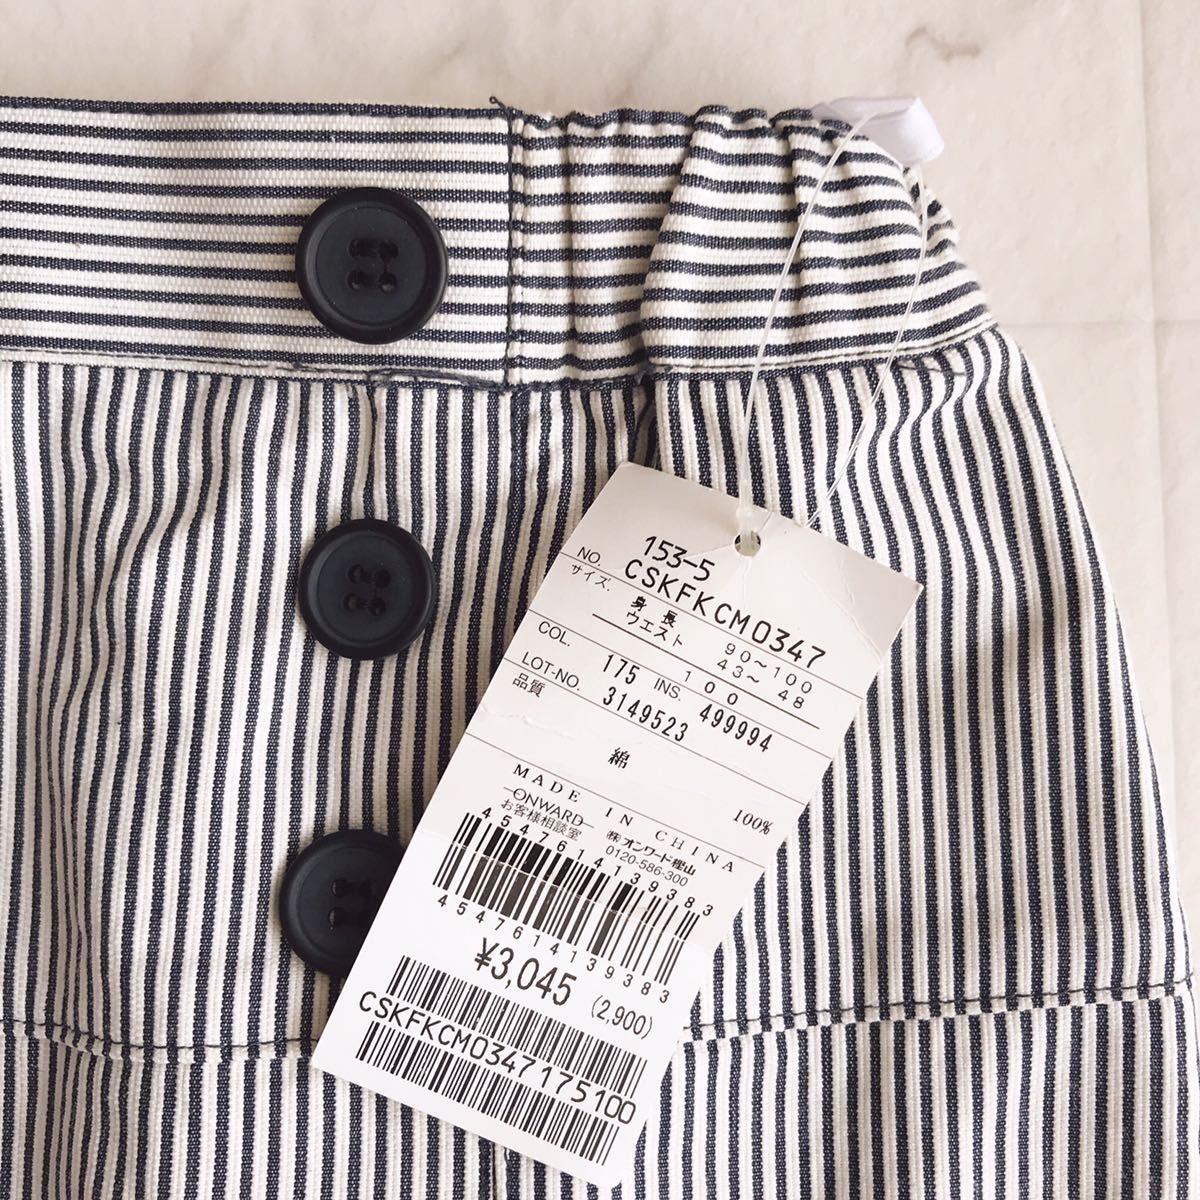 153-5
NO. CSKFKCM0347
サイズ. 身長 90～100
ウエスト 43～48
100
COL. 175 INS. 499994
LOT-NO. 3149523
品質
綿 100%
MADE IN CHINA
ONWARD ㈱オンワード樫山
お客様相談室 0120-586-300
4547614139383
4547614139383
¥3,045 (2,900)
CSKFKCM0347175100